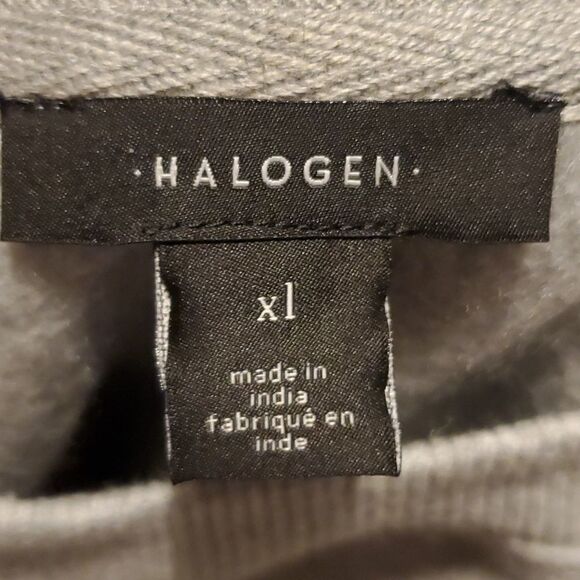 ·HALOGEN·
xl
made in
india
fabriqué en
inde